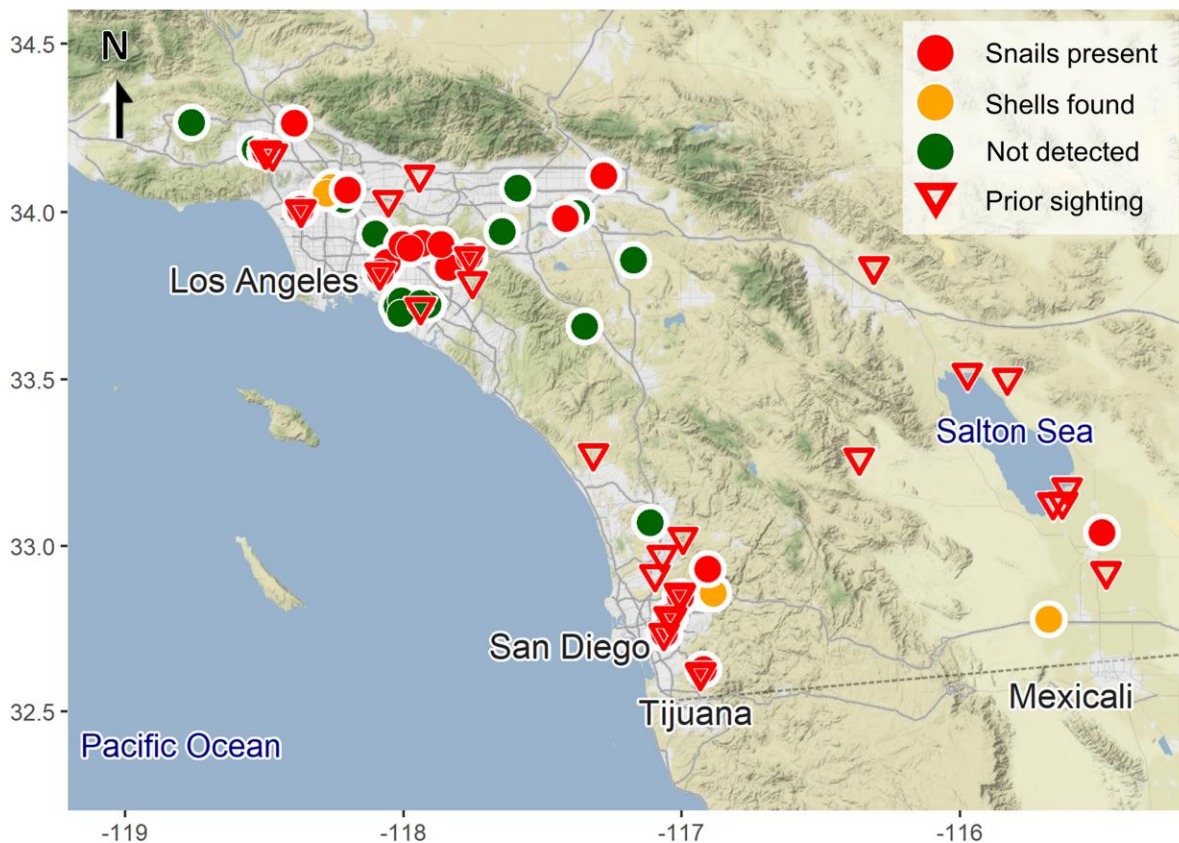 34.5
N
Snails present
Shells found
Not detected
Prior sighting
34.0
Los Angeles
33.5
Salton Sea
33.0
San Diego
Mexicali
Tijuana
32.5
Pacific Ocean
-119
-118
-117
-116